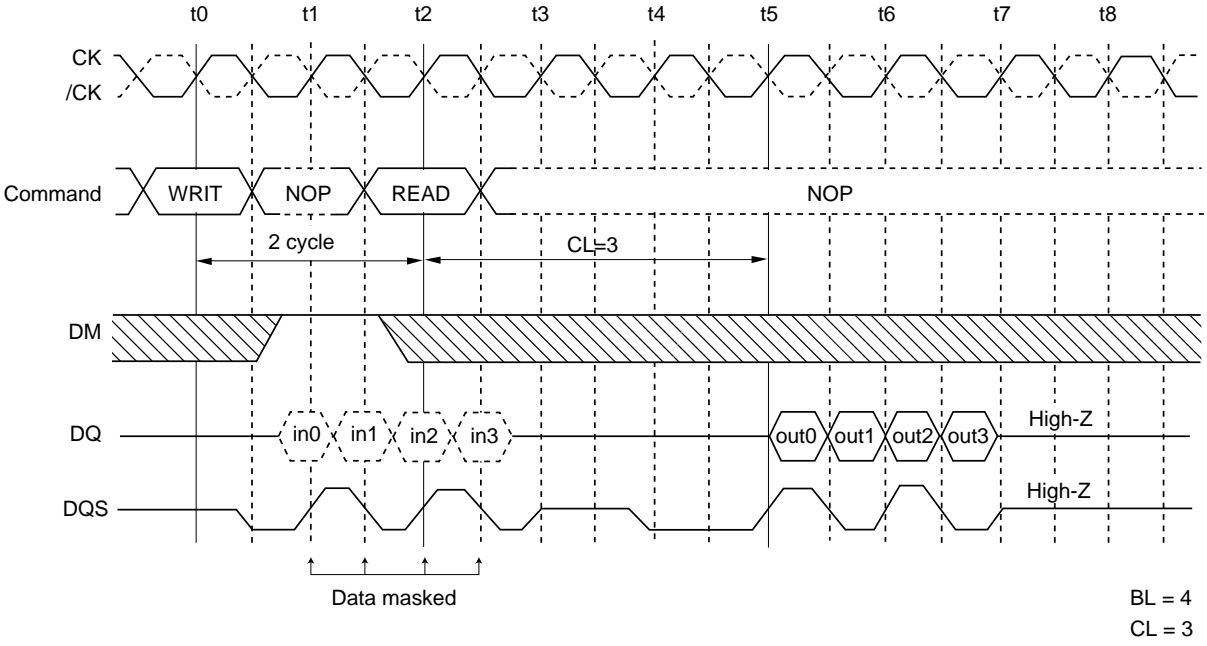 t0 t1 t2 t3 t4 t5 t6 t7 t8
CK
/CK
Command WRIT NOP READ NOP
2 cycle CL=3
DM
DQ in0 in1 in2 in3 out0 out1 out2 out3 High-Z
DQS High-Z
Data masked
BL = 4
CL = 3